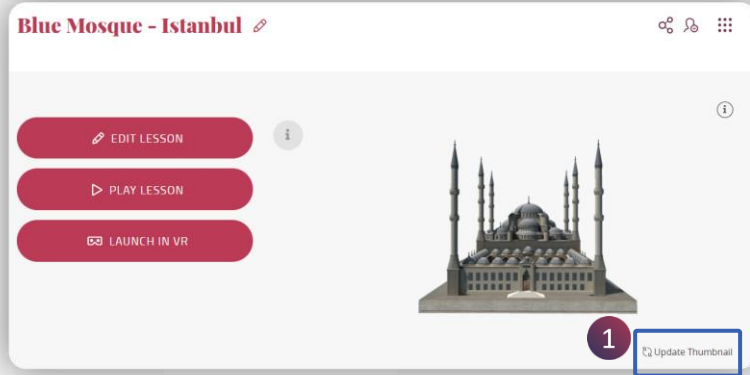 Blue Mosque - Istanbul
EDIT LESSON
PLAY LESSON
LAUNCH IN VR
1
Update Thumbnail